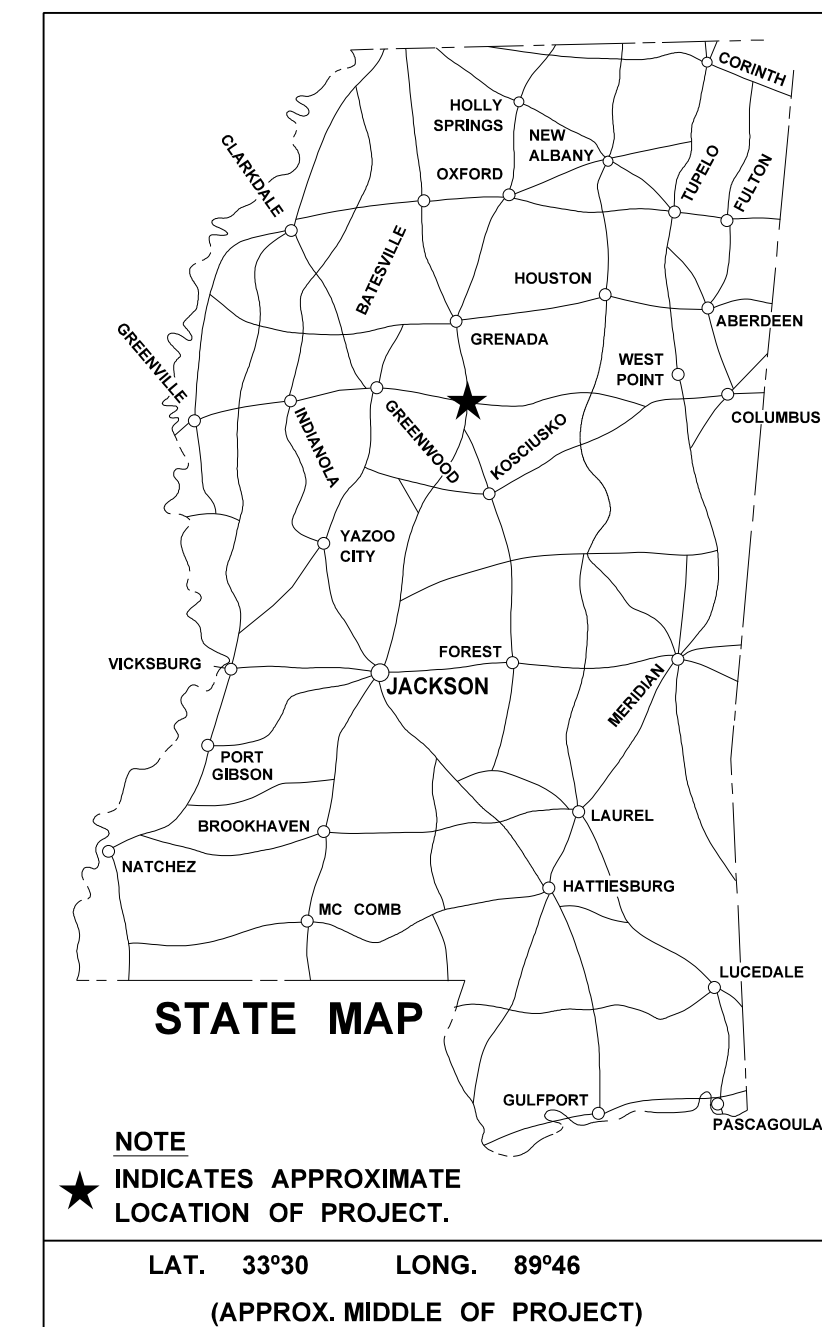 CORINTH
HOLLY
SPRINGS
NEW
ALBANY
CLARKDALE
OXFORD
TUPELO
FULTON
BATESVILLE
HOUSTON
ABERDEEN
GREENVILLE
GRENADA
WEST
POINT
COLUMBUS
INDIANOLA
GREENWOOD
KOSCIUSKO
YAZOO
CITY
VICKSBURG
FOREST
JACKSON
MERIDIAN
PORT
GIBSON
LAUREL
BROOKHAVEN
NATCHEZ
HATTIESBURG
MC COMB
LUCEDALE
STATE MAP
GULFPORT
PASCAGOULA
NOTE
INDICATES APPROXIMATE
LOCATION OF PROJECT.
LAT. 33º30 LONG. 89º46
(APPROX. MIDDLE OF PROJECT)